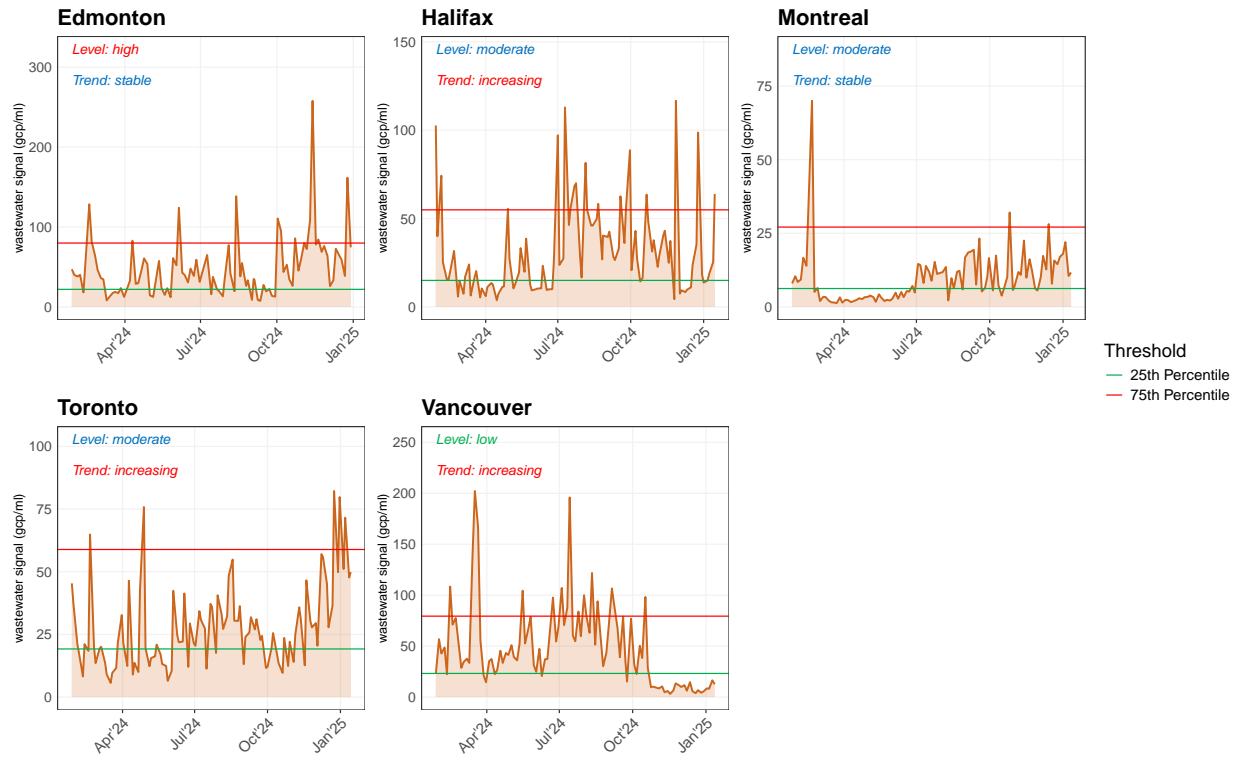 Edmonton
Level: high
Trend: stable
wastewater signal (gcp/ml)
300
200
100
0
Apr'24
Jul'24
Oct'24
Jan'25
Halifax
Level: moderate
Trend: increasing
wastewater signal (gcp/ml)
150
100
50
0
Apr'24
Jul'24
Oct'24
Jan'25
Montreal
Level: moderate
Trend: stable
wastewater signal (gcp/ml)
75
50
25
0
Apr'24
Jul'24
Oct'24
Jan'25
Threshold
25th Percentile
75th Percentile
Toronto
Level: moderate
Trend: increasing
wastewater signal (gcp/ml)
100
75
50
25
0
Apr'24
Jul'24
Oct'24
Jan'25
Vancouver
Level: low
Trend: increasing
wastewater signal (gcp/ml)
250
200
150
100
50
0
Apr'24
Jul'24
Oct'24
Jan'25